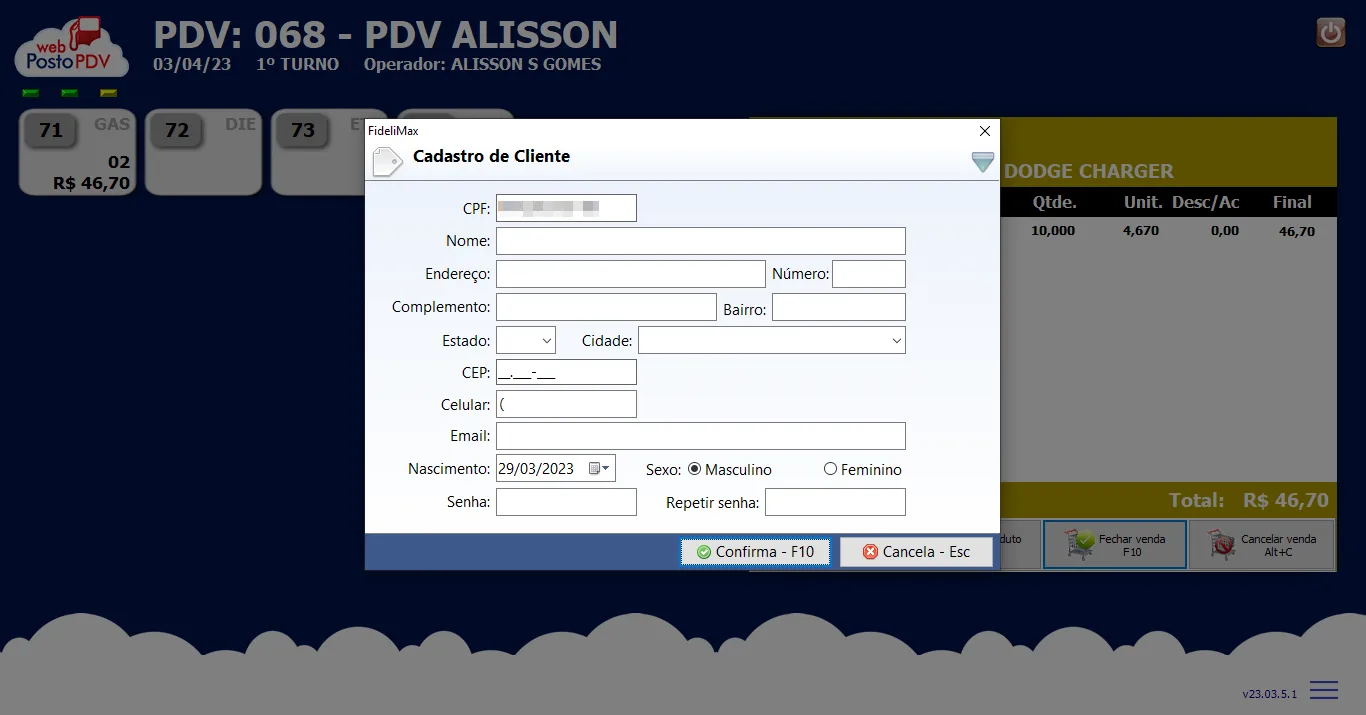 web
PostoPDV
PDV: 068 - PDV ALISSON
03/04/23 1º TURNO Operador: ALISSON S GOMES
71 GAS
02
R$ 46,70
72 DIE
73
FideliMax
Cadastro de Cliente
CPF:
Nome:
Endereço: Número:
Complemento: Bairro:
Estado: Cidade:
CEP: __.___-___
Celular: (
Email:
Nascimento: 29/03/2023 Sexo: Masculino Feminino
Senha: Repetir senha:
Confirma - F10 Cancela - Esc
DODGE CHARGER
Qtde. Unit. Desc/Ac Final
10,000 4,670 0,00 46,70
Total: R$ 46,70
Fechar venda
F10
Cancelar venda
Alt+C
v23.03.5.1